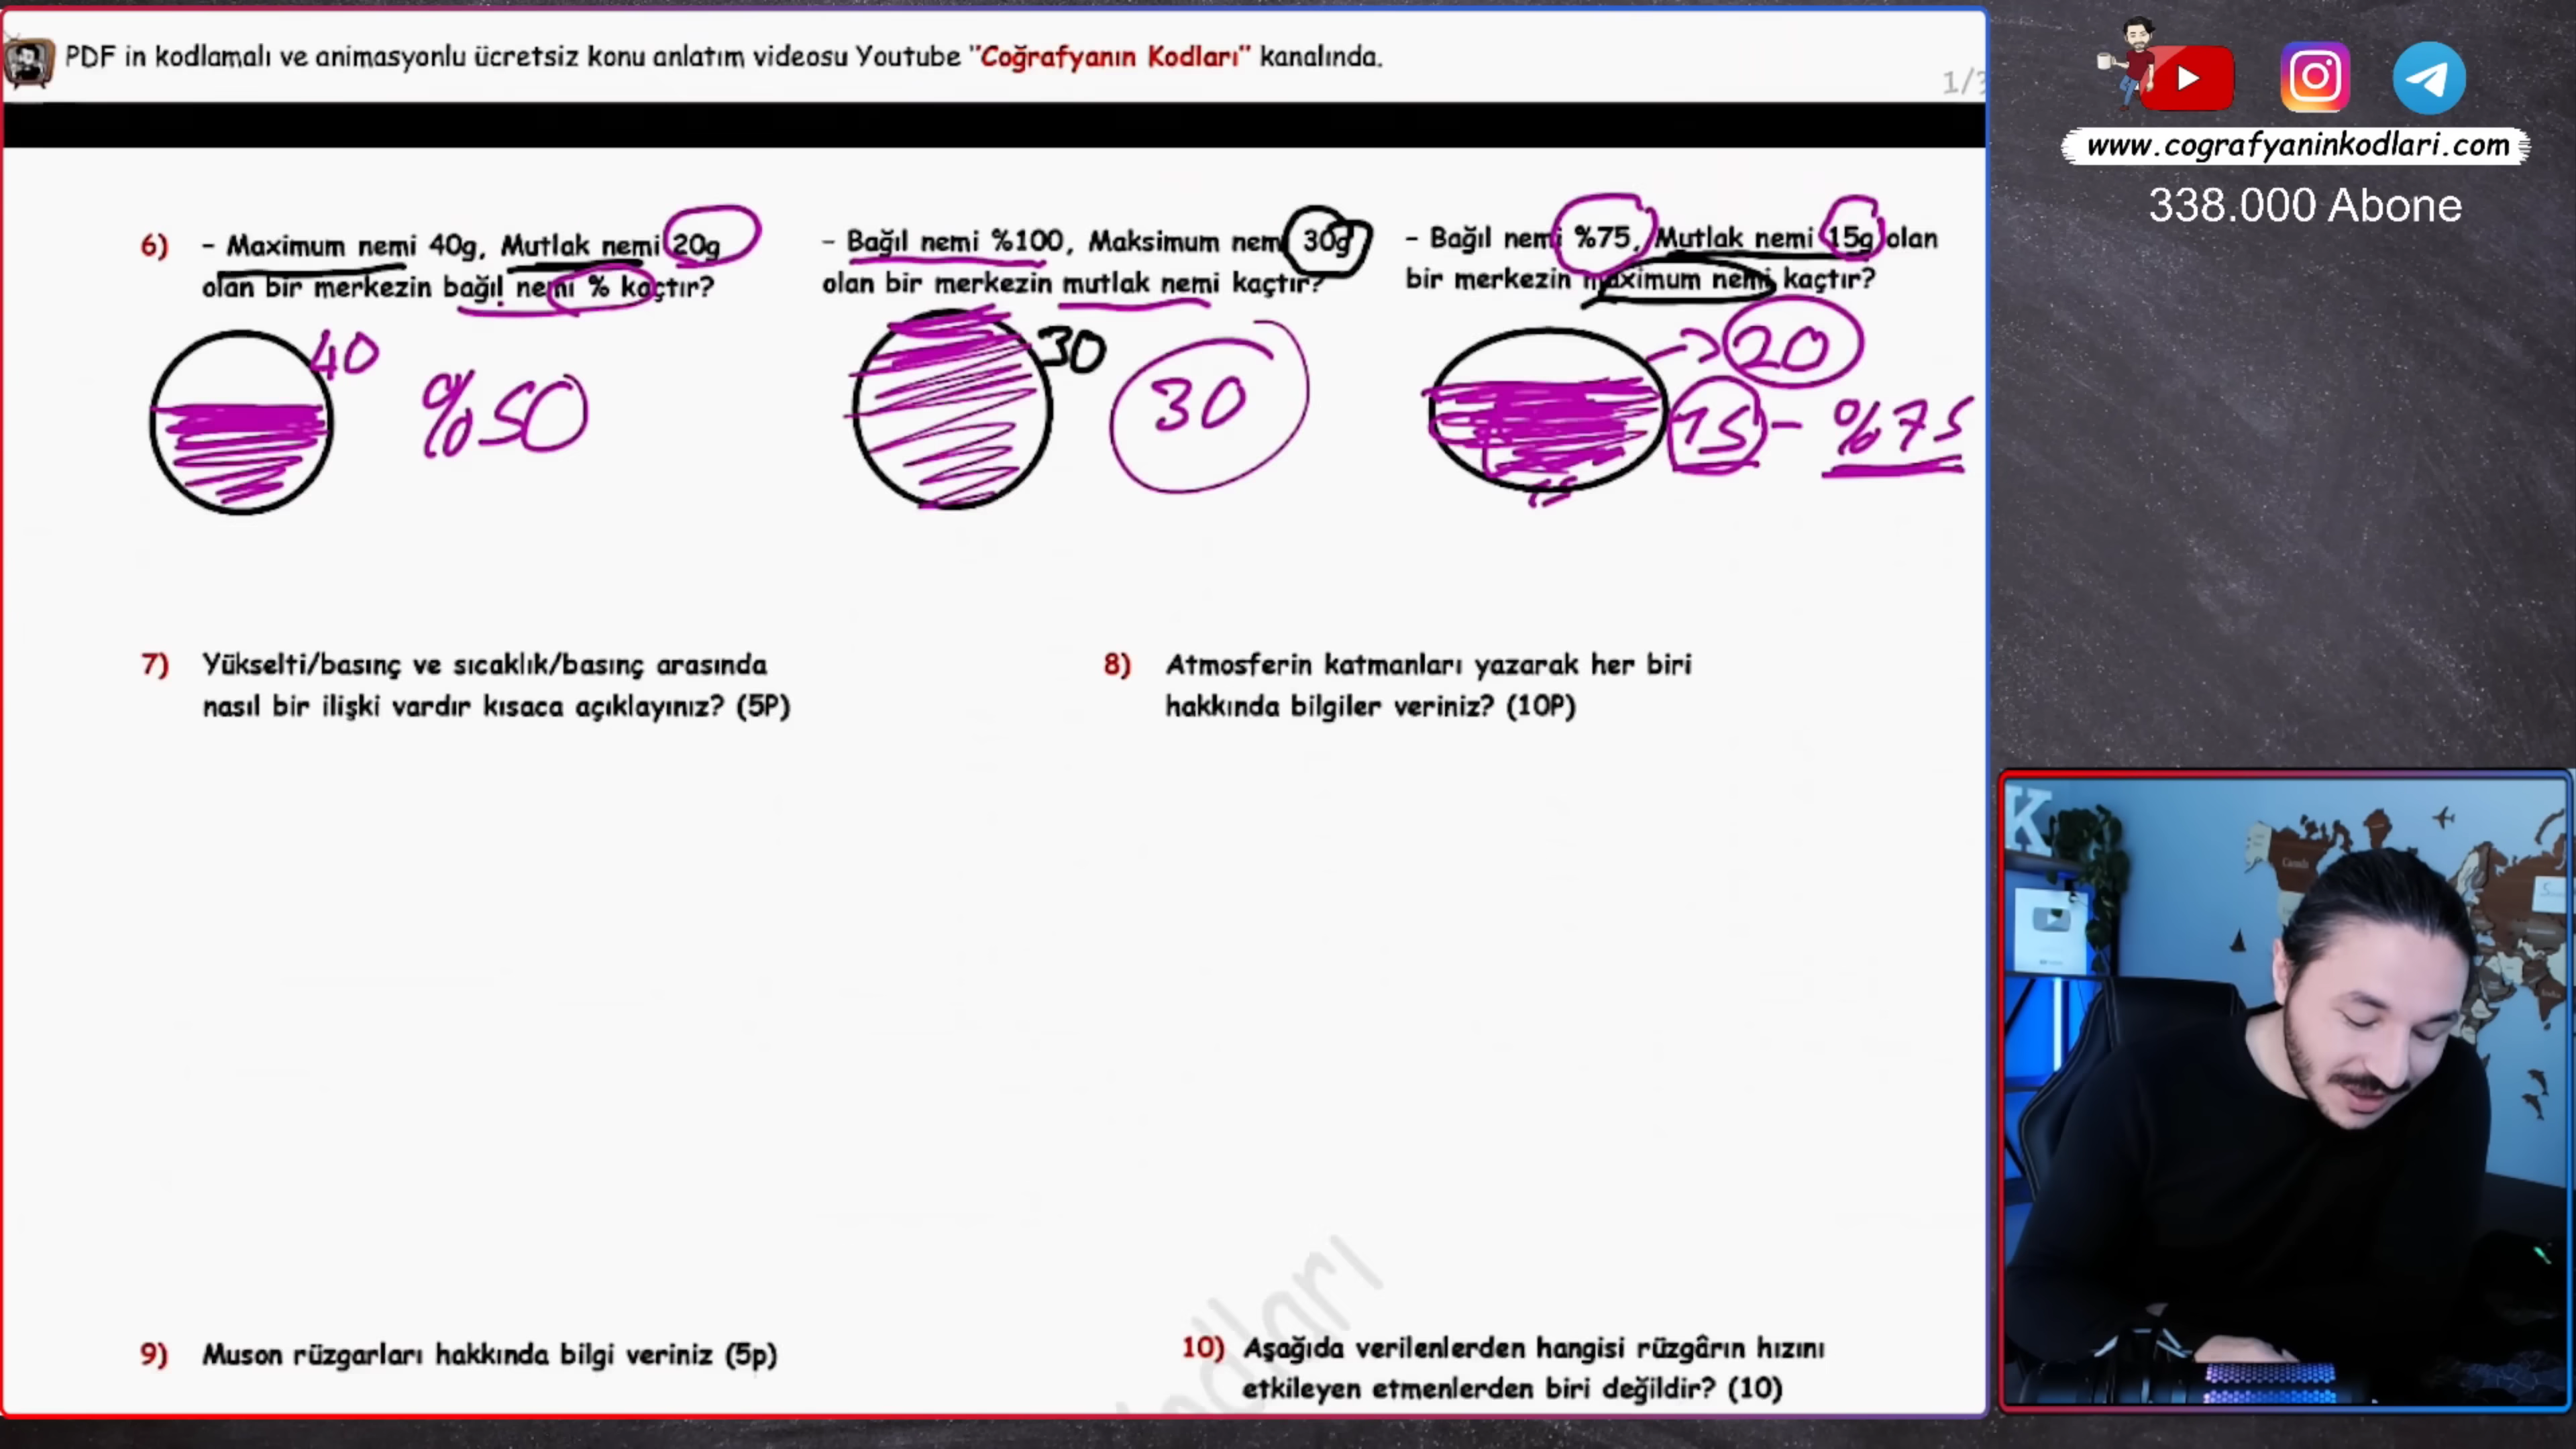 PDF in kodlamalı ve animasyonlu ücretsiz konu anlatım videosu Youtube "Coğrafyanın Kodları" kanalında.
1/3
www.cografyaninkodlari.com
338.000 Abone
6) - Maximum nemi 40g, Mutlak nemi 20g
olan bir merkezin bağıl nemi % kaçtır?
40
%50
- Bağıl nemi %100, Maksimum nem 30g
olan bir merkezin mutlak nemi kaçtır?
30
30
- Bağıl nemi %75, Mutlak nemi 15g olan
bir merkezin maximum nemi kaçtır?
20
15 - %75
15
7) Yükselti/basınç ve sıcaklık/basınç arasında
nasıl bir ilişki vardır kısaca açıklayınız? (5P)
8) Atmosferin katmanları yazarak her biri
hakkında bilgiler veriniz? (10P)
9) Muson rüzgarları hakkında bilgi veriniz (5p)
10) Aşağıda verilenlerden hangisi rüzgârın hızını
etkileyen etmenlerden biri değildir? (10)
K